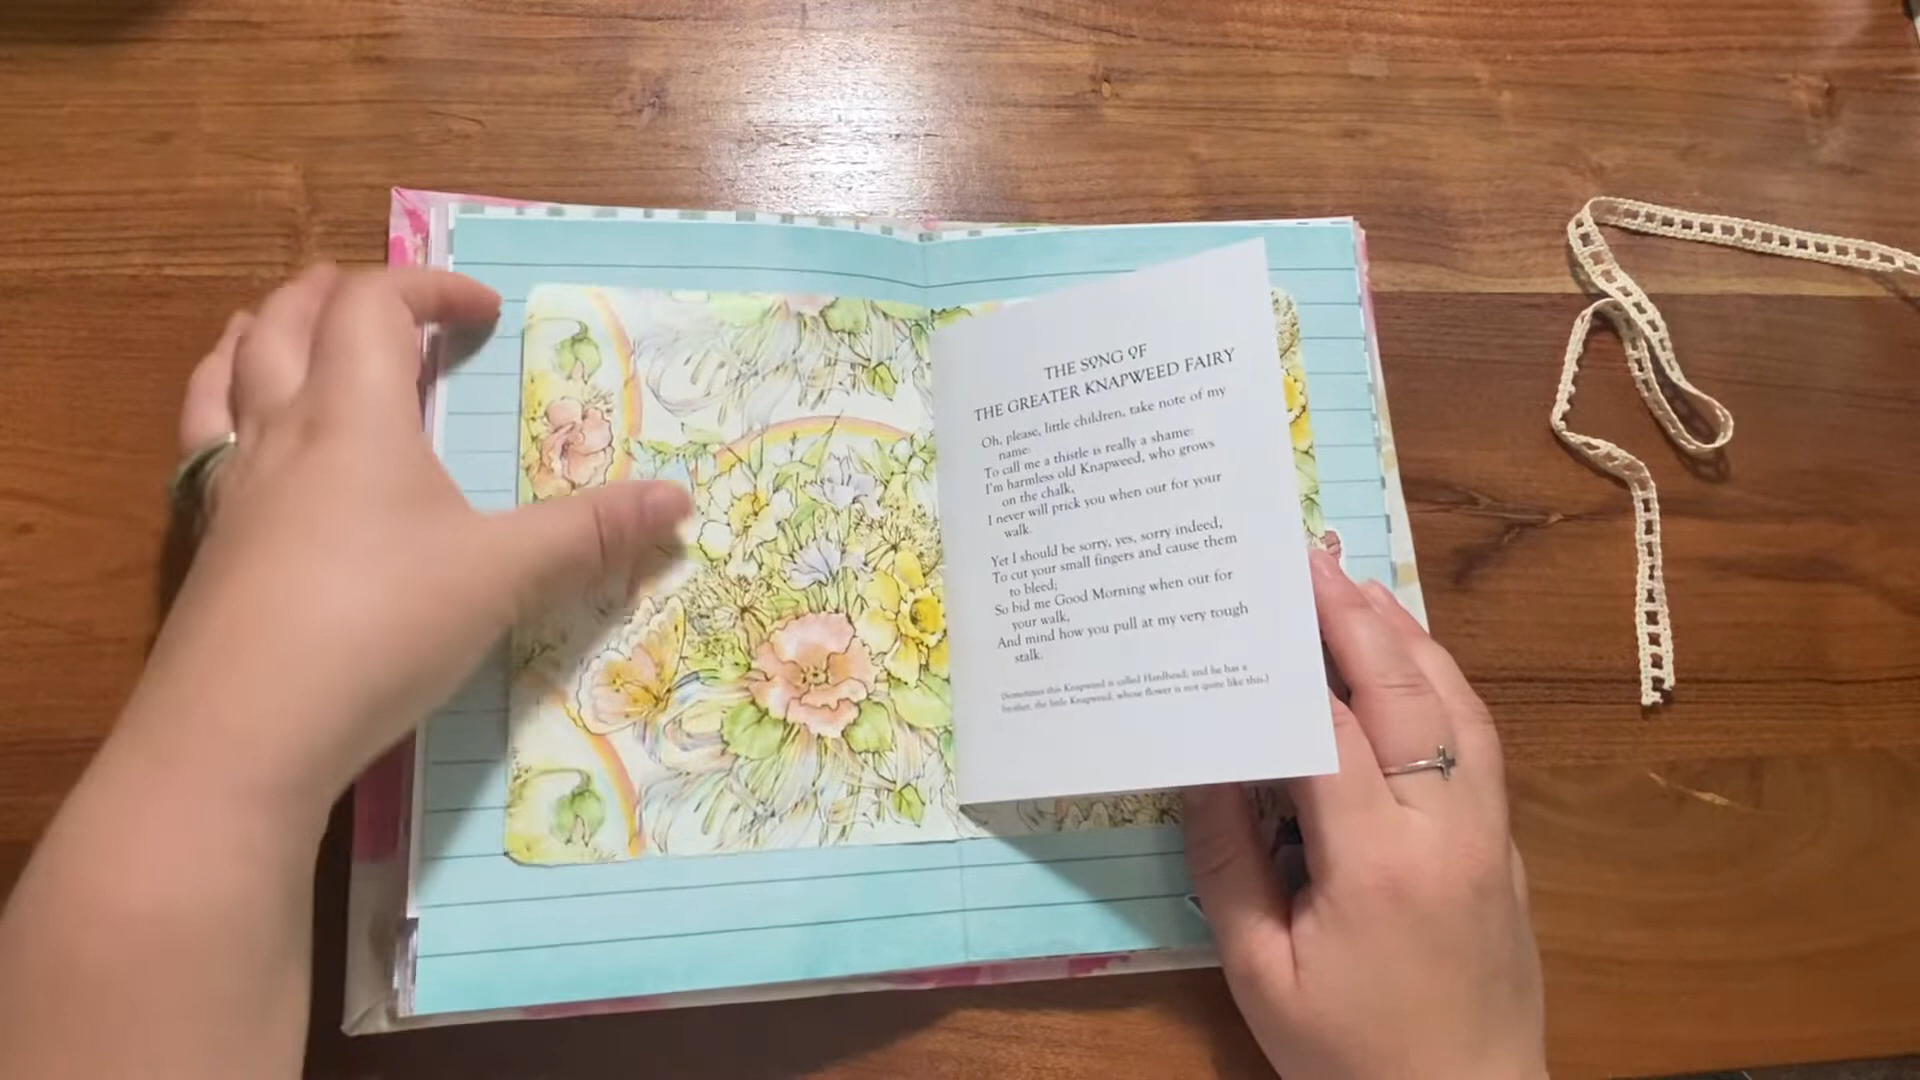 THE SONG OF
THE GREATER KNAPWEED FAIRY
Oh, please, little children, take note of my
name:
To call me a thistle is really a shame:
I'm harmless old Knapweed, who grows
on the chalk,
I never will prick you when out for your
walk.
Yet I should be sorry, yes, sorry indeed,
To cut your small fingers and cause them
to bleed;
So bid me Good Morning when out for
your walk,
And mind how you pull at my very tough
stalk.
(Sometimes this Knapweed is called Hardhead; and he has a
brother, the little Knapweed, whose flower is not quite like this.)